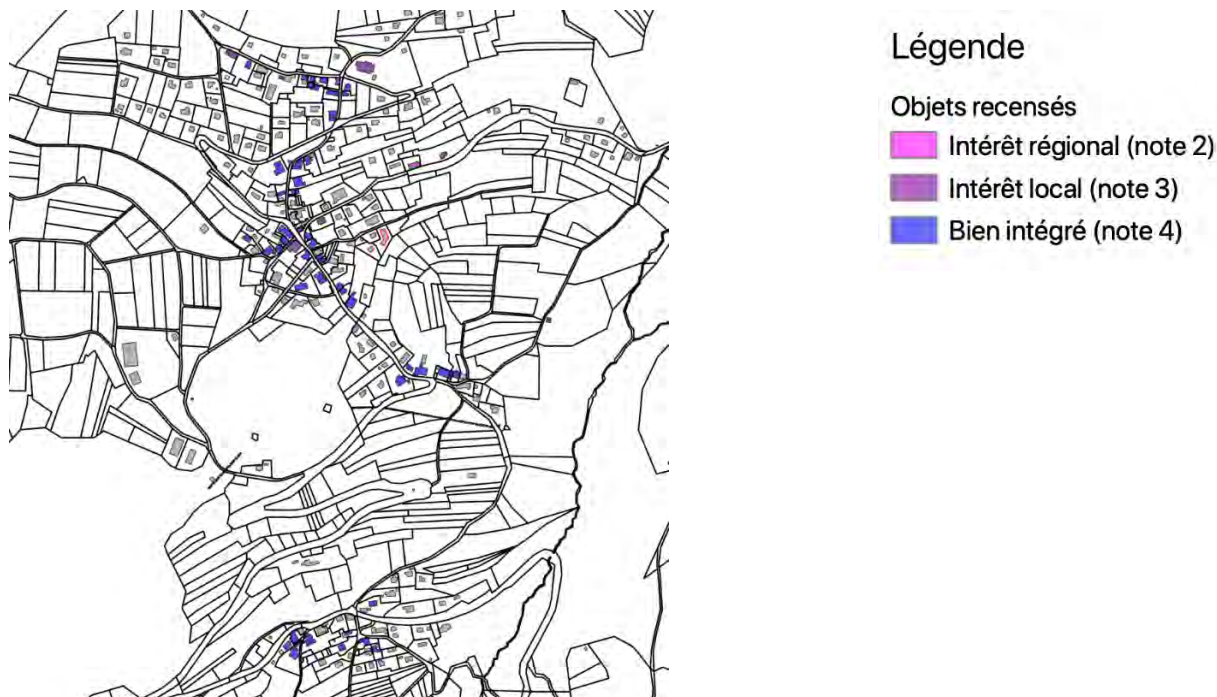 Légende
Objets recensés
Intérêt régional (note 2)
Intérêt local (note 3)
Bien intégré (note 4)